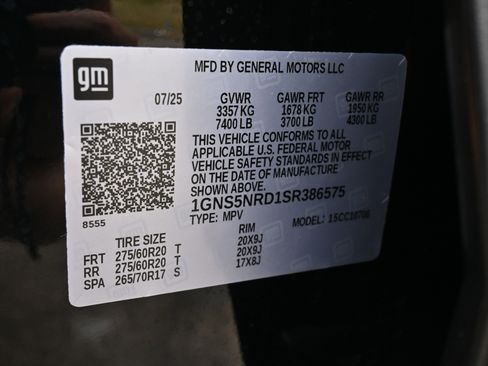 gm
MFD BY GENERAL MOTORS LLC
07/25 GVWR GAWR FRT GAWR RR
3357 KG 1678 KG 1950 KG
7400 LB 3700 LB 4300 LB
THIS VEHICLE CONFORMS TO ALL
APPLICABLE U.S. FEDERAL MOTOR
VEHICLE SAFETY STANDARDS IN EFFECT
ON THE DATE OF MANUFACTURE
SHOWN ABOVE.
1GNS5NRD1SR386575
8555 TYPE: MPV MODEL: 15CC10706
TIRE SIZE RIM
FRT 275/60R20 T 20X9J
RR 275/60R20 T 20X9J
SPA 265/70R17 S 17X8J